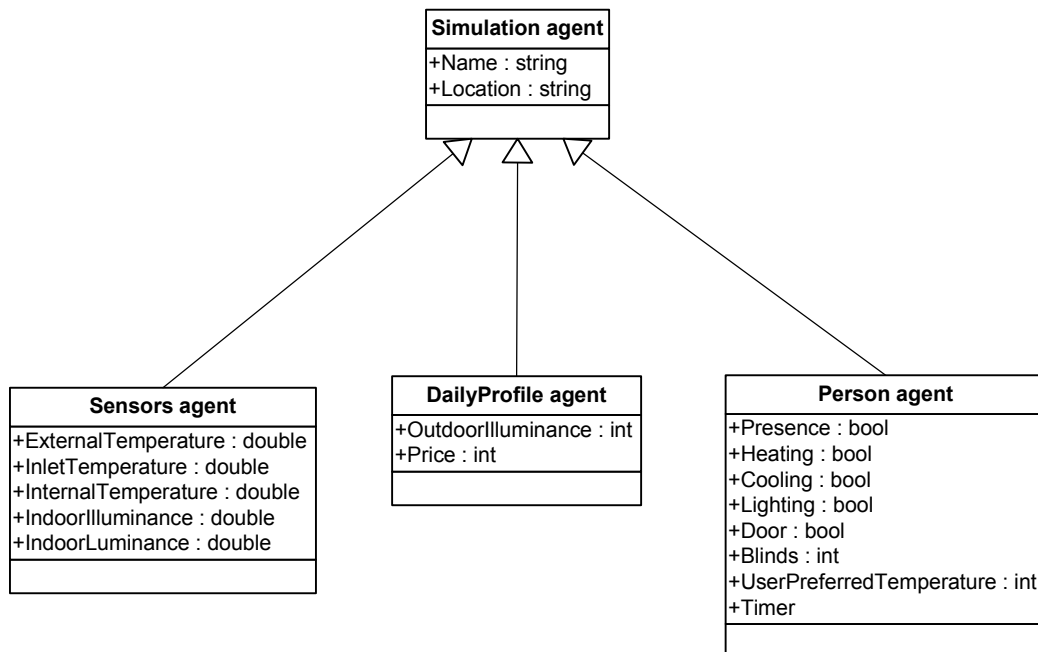 Simulation agent
+Name : string
+Location : string
Sensors agent
+ExternalTemperature : double
+InletTemperature : double
+InternalTemperature : double
+IndoorIlluminance : double
+IndoorLuminance : double
DailyProfile agent
+OutdoorIlluminance : int
+Price : int
Person agent
+Presence : bool
+Heating : bool
+Cooling : bool
+Lighting : bool
+Door : bool
+Blinds : int
+UserPreferredTemperature : int
+Timer